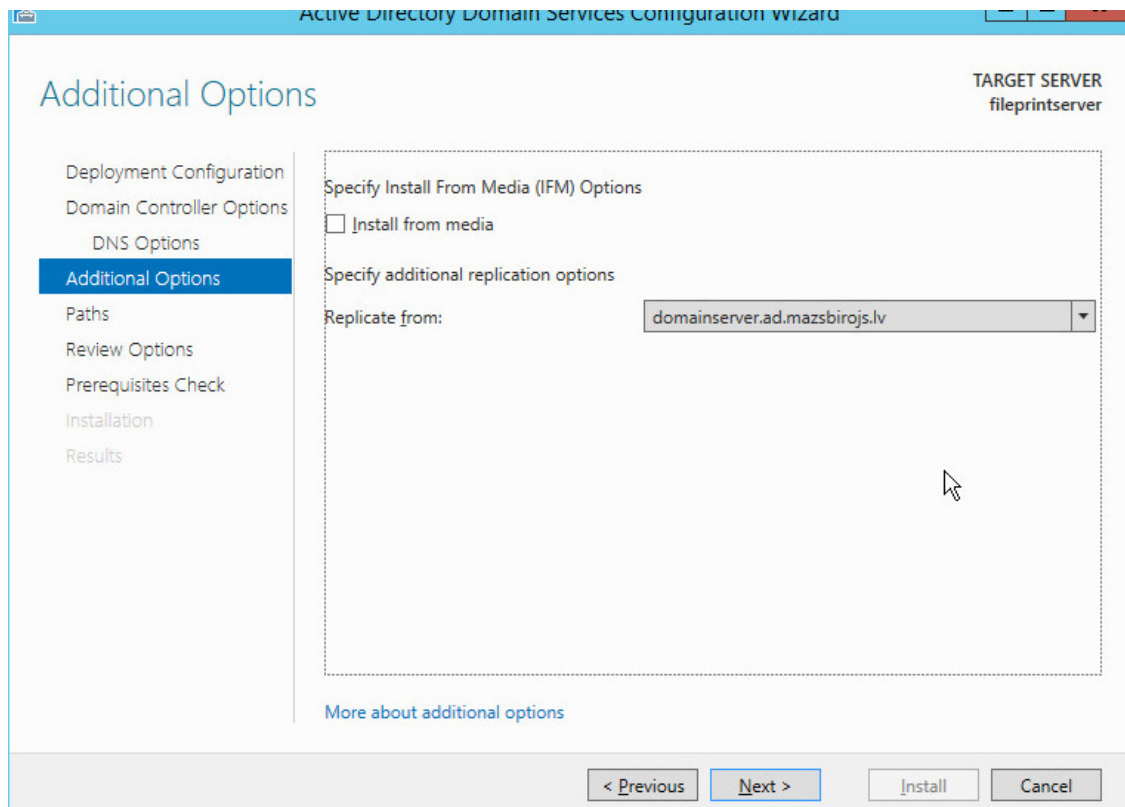 Active Directory Domain Services Configuration Wizard
Additional Options
TARGET SERVER
fileprintserver
Deployment Configuration
Domain Controller Options
DNS Options
Additional Options
Paths
Review Options
Prerequisites Check
Installation
Results
Specify Install From Media (IFM) Options
Install from media
Specify additional replication options
Replicate from: domainserver.ad.mazsbirojs.lv
More about additional options
< Previous Next > Install Cancel